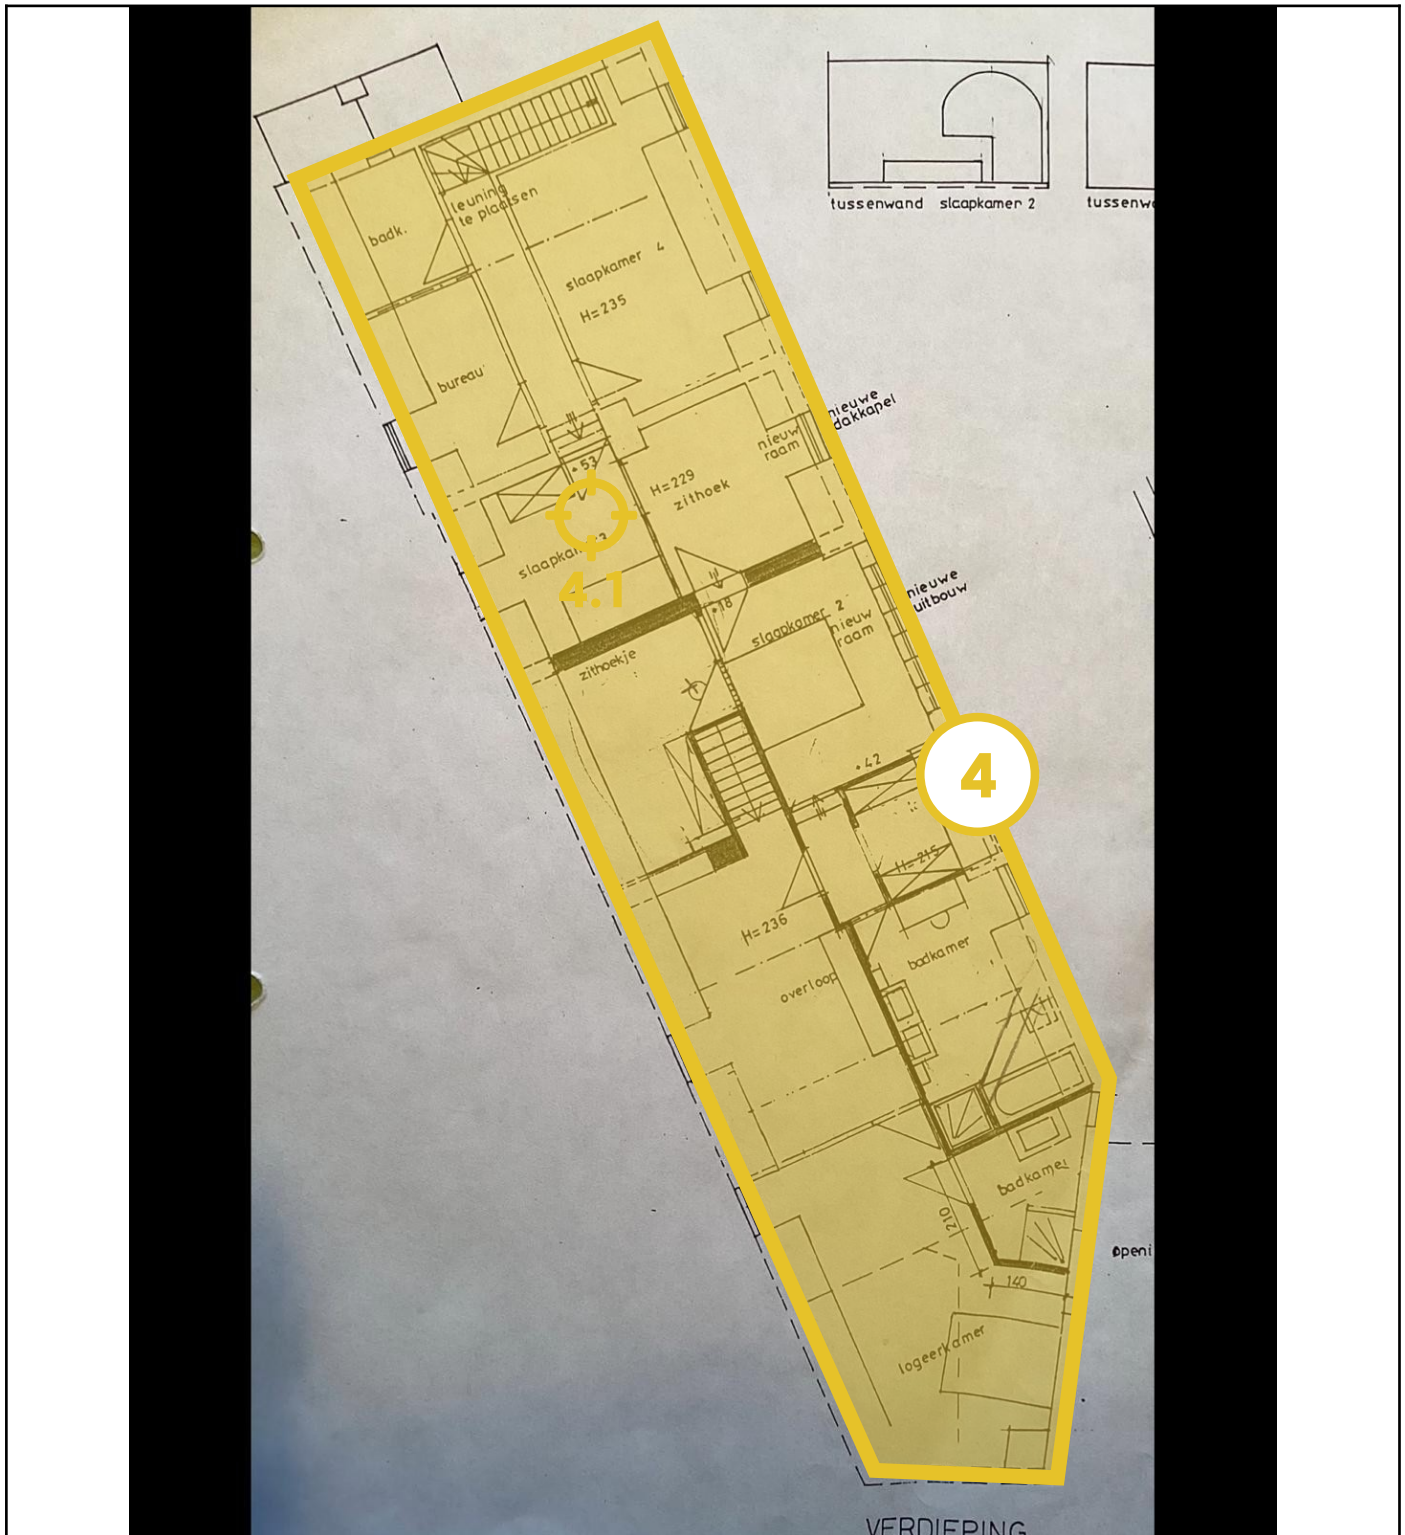 tussenwand slaapkamer 2
tussenw
leuning
te plaatsen
badk.
slaapkamer 4
H=235
bureau
nieuwe
dakkapel
nieuw
raam
+53
H=229
zithoek
4.1
nieuwe
uitbouw
+18
slaapkamer 2
nieuw
raam
zithoekje
+42
4
H=215
H=236
badkamer
overloop
badkamer
210
140
openi
logeerkamer
VERDIEPING